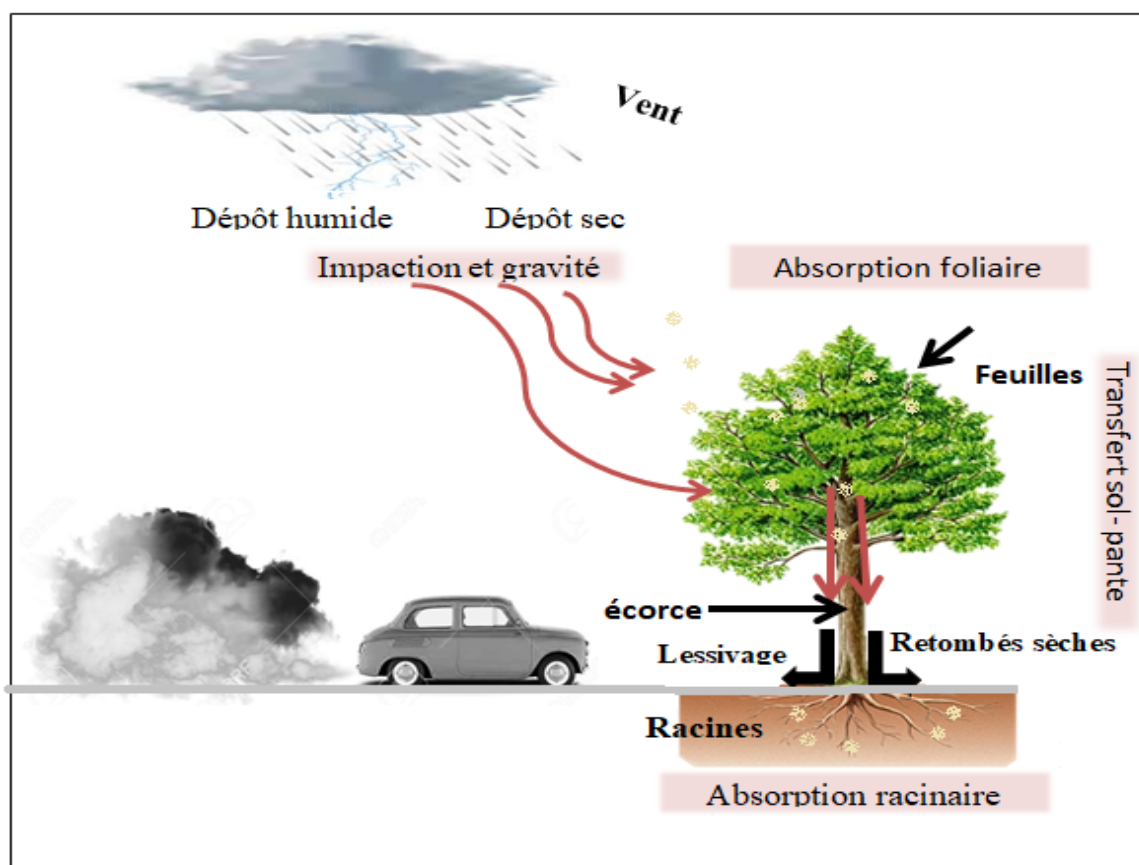 Vent
Dépôt humide
Dépôt sec
Impaction et gravité
Absorption foliaire
Feuilles
Transfert sol- pante
écorce
Lessivage
Retombés sèches
Racines
Absorption racinaire